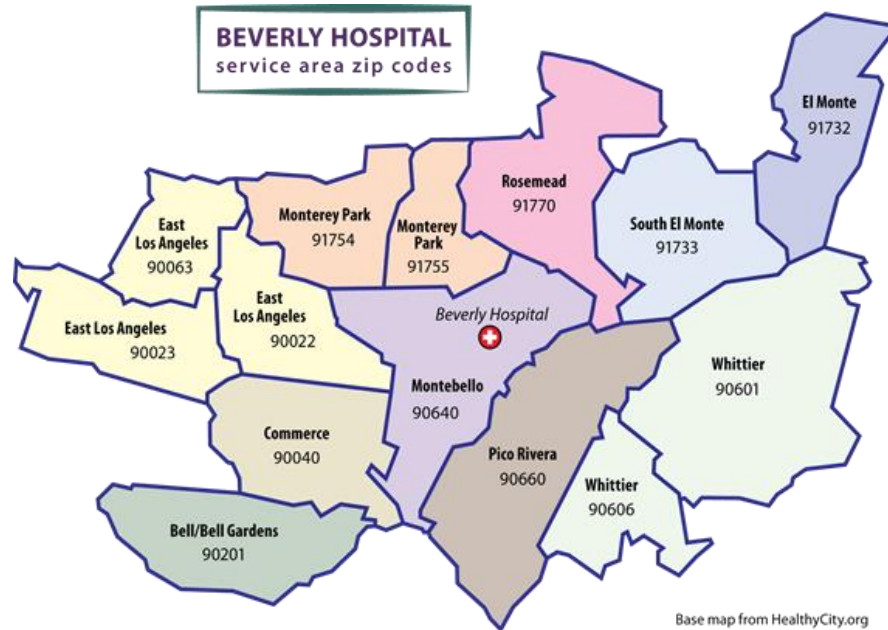 BEVERLY HOSPITAL
service area zip codes
El Monte
91732
Rosemead
91770
Monterey Park
91754
Monterey
Park
91755
South El Monte
91733
East
Los Angeles
90063
East
Los Angeles
90022
East Los Angeles
90023
Beverly Hospital
Montebello
90640
Whittier
90601
Commerce
90040
Pico Rivera
90660
Whittier
90606
Bell/Bell Gardens
90201
Base map from HealthyCity.org